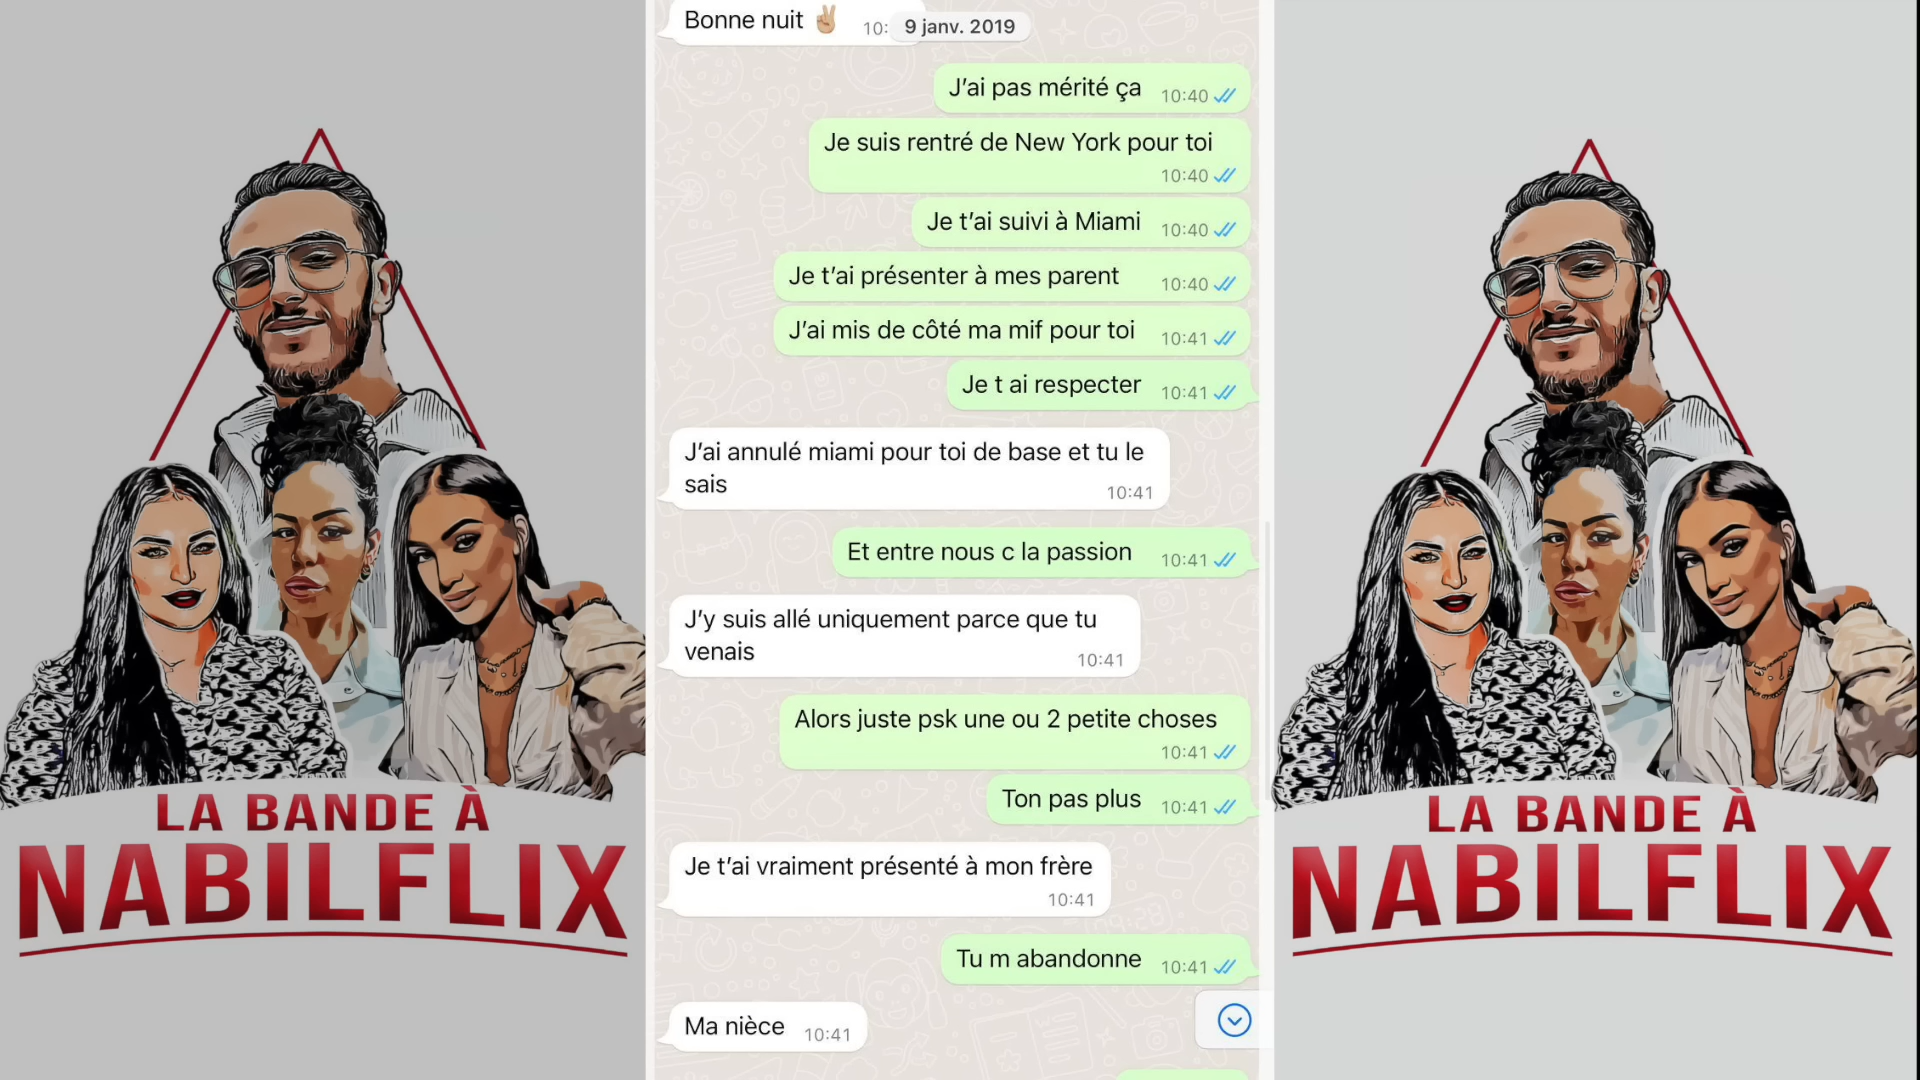 Bonne nuit ✌🏼 10:
9 janv. 2019
J’ai pas mérité ça 10:40
Je suis rentré de New York pour toi
10:40
Je t’ai suivi à Miami 10:40
Je t’ai présenter à mes parent 10:40
J’ai mis de côté ma mif pour toi 10:41
Je t ai respecter 10:41
J’ai annulé miami pour toi de base et tu le
sais 10:41
Et entre nous c la passion 10:41
J’y suis allé uniquement parce que tu
venais 10:41
Alors juste psk une ou 2 petite choses
10:41
Ton pas plus 10:41
Je t’ai vraiment présenté à mon frère
10:41
Tu m abandonne 10:41
Ma nièce 10:41
LA BANDE À
NABILFLIX
LA BANDE À
NABILFLIX